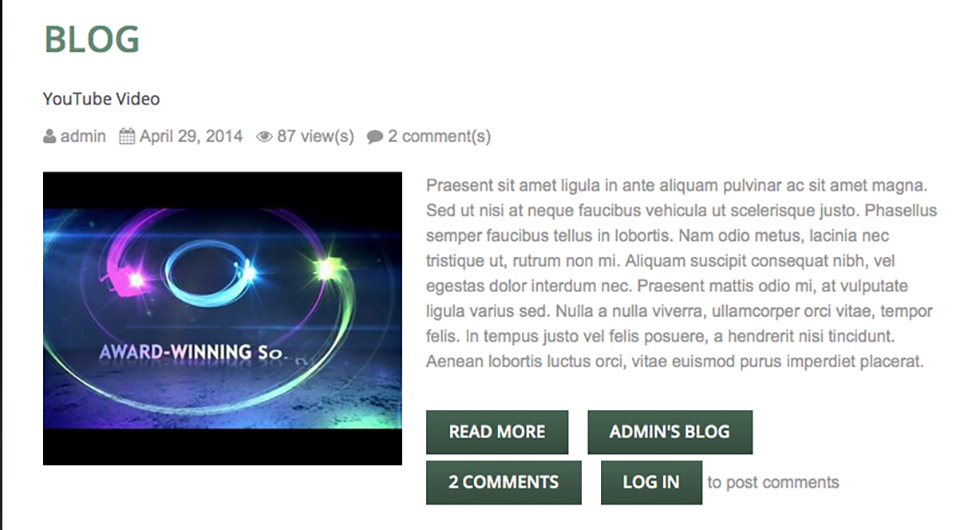 BLOG
YouTube Video
admin April 29, 2014 87 view(s) 2 comment(s)
AWARD-WINNING So
Praesent sit amet ligula in ante aliquam pulvinar ac sit amet magna.
Sed ut nisi at neque faucibus vehicula ut scelerisque justo. Phasellus
semper faucibus tellus in lobortis. Nam odio metus, lacinia nec
tristique ut, rutrum non mi. Aliquam suscipit consequat nibh, vel
egestas dolor interdum nec. Praesent mattis odio mi, at vulputate
ligula varius sed. Nulla a nulla viverra, ullamcorper orci vitae, tempor
felis. In tempus justo vel felis posuere, a hendrerit nisi tincidunt.
Aenean lobortis luctus orci, vitae euismod purus imperdiet placerat.
READ MORE ADMIN'S BLOG
2 COMMENTS LOG IN to post comments